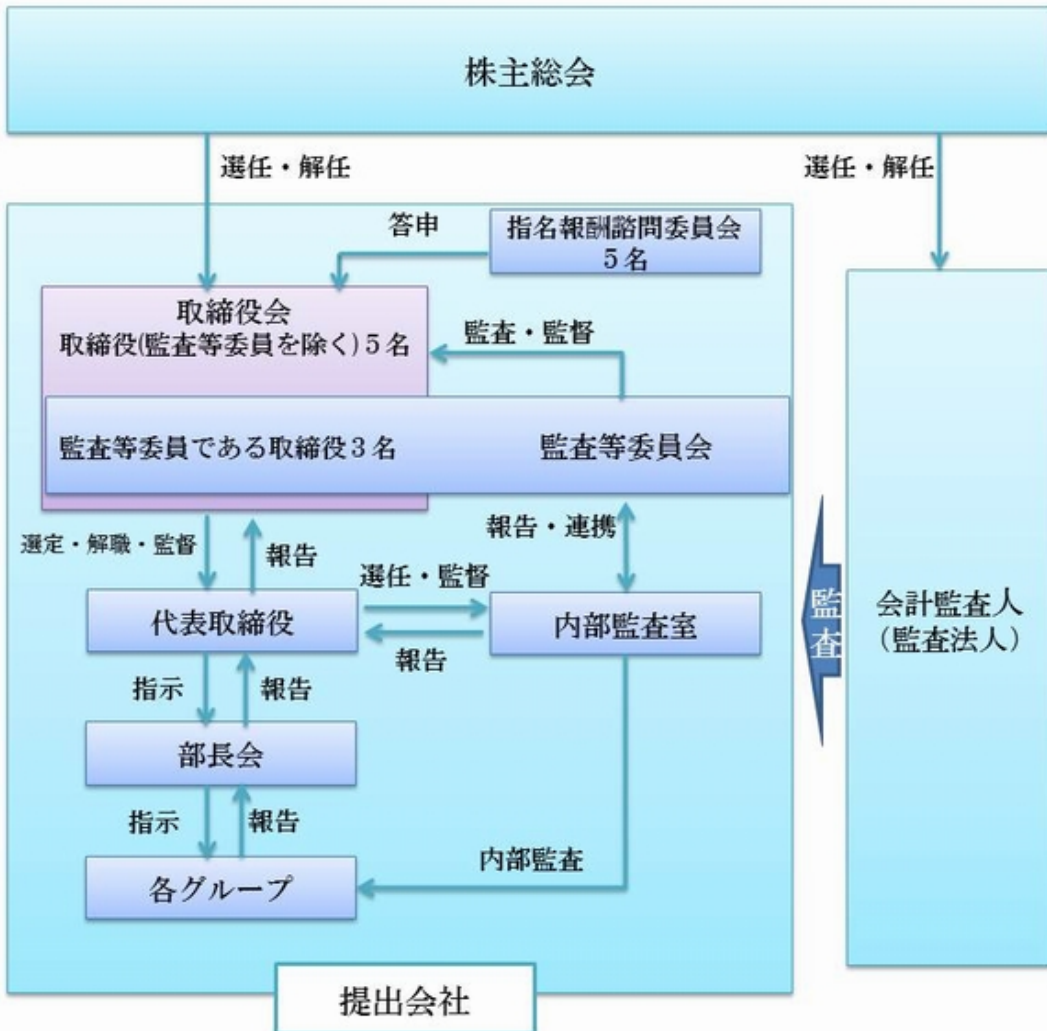 株主総会
選任・解任
選任・解任
答申
指名報酬諮問委員会
５名
取締役会
取締役(監査等委員を除く)５名
監査・監督
監査等委員である取締役３名
監査等委員会
選定・解職・監督
報告
報告・連携
選任・監督
代表取締役
内部監査室
報告
監査
会計監査人
（監査法人）
指示
報告
部長会
指示
報告
内部監査
各グループ
提出会社